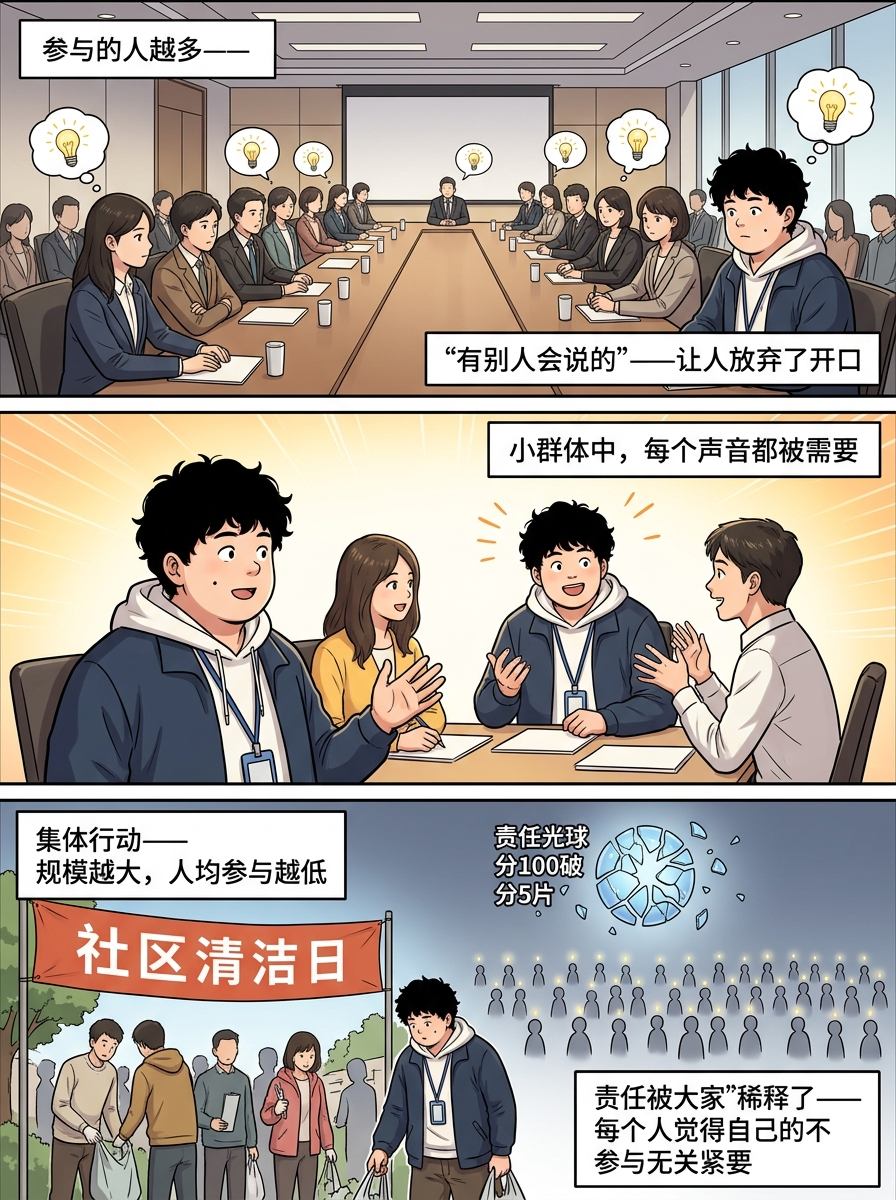 参与的人越多——
“有别人会说的”——让人放弃了开口
小群体中，每个声音都被需要
集体行动——
规模越大，人均参与越低
责任光球
分100破
分5片
社区清洁日
责任被大家”稀释了——
每个人觉得自己的不
参与无关紧要